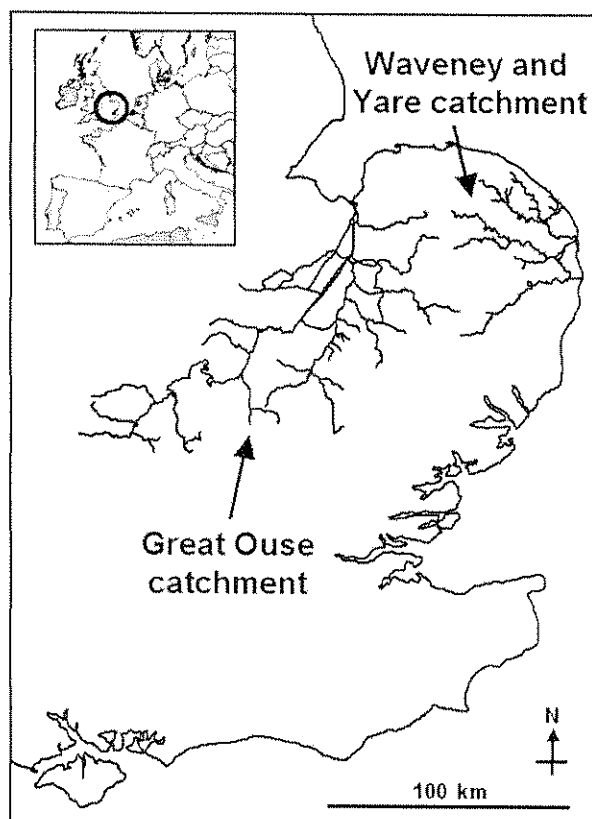 Waveney and
Yare catchment
Great Ouse
catchment
N
100 km